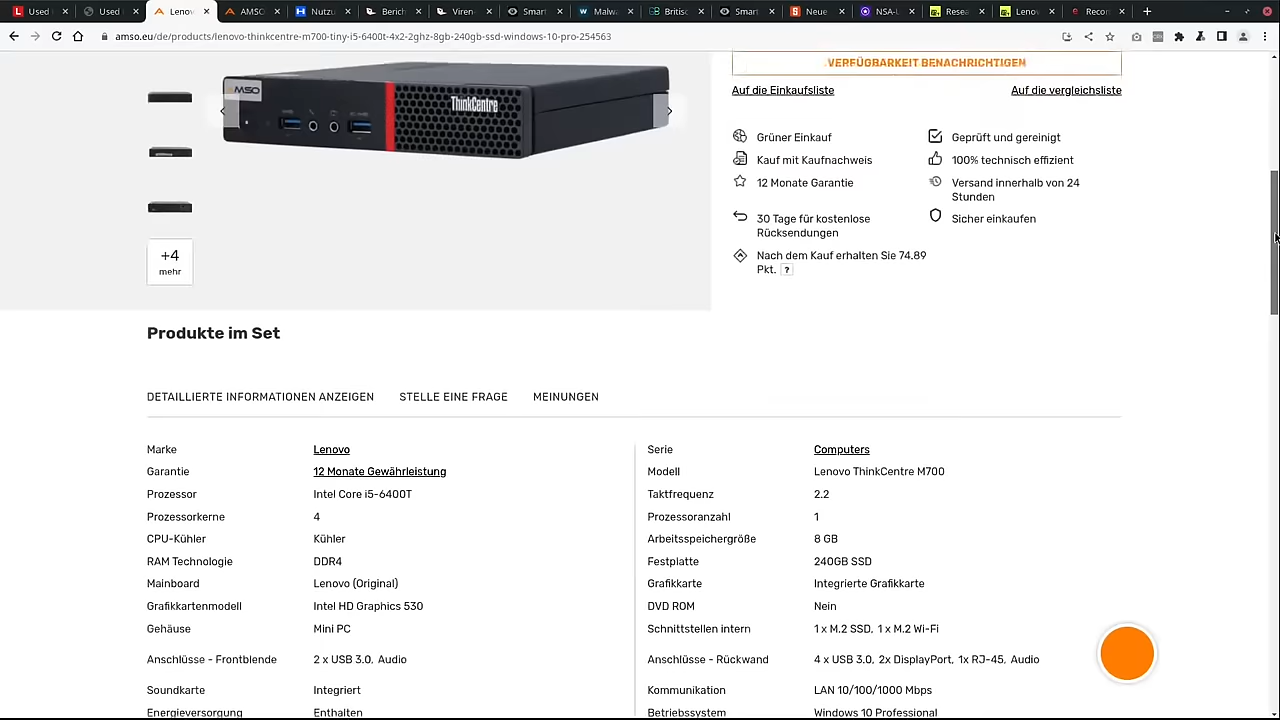 Used
Used
Lenov
AMSO
Nutzu
Berich
Viren
Smart
Malwa
Britisc
Smart
Neue
NSA-U
Resea
Lenov
Recon
amso.eu/de/products/lenovo-thinkcentre-m700-tiny-i5-6400t-4x2-2ghz-8gb-240gb-ssd-windows-10-pro-254563
VERFÜGBARKEIT BENACHRICHTIGEN
Auf die Einkaufsliste
Auf die vergleichsliste
ThinkCentre
Grüner Einkauf
Geprüft und gereinigt
Kauf mit Kaufnachweis
100% technisch effizient
12 Monate Garantie
Versand innerhalb von 24
Stunden
30 Tage für kostenlose
Rücksendungen
Sicher einkaufen
Nach dem Kauf erhalten Sie 74.89
Pkt. ?
+4
mehr
Produkte im Set
DETAILLIERTE INFORMATIONEN ANZEIGEN
STELLE EINE FRAGE
MEINUNGEN
Marke Lenovo
Serie Computers
Garantie 12 Monate Gewährleistung
Modell Lenovo ThinkCentre M700
Prozessor Intel Core i5-6400T
Taktfrequenz 2.2
Prozessorkerne 4
Prozessoranzahl 1
CPU-Kühler Kühler
Arbeitsspeichergröße 8 GB
RAM Technologie DDR4
Festplatte 240GB SSD
Mainboard Lenovo (Original)
Grafikkarte Integrierte Grafikkarte
Grafikkartenmodell Intel HD Graphics 530
DVD ROM Nein
Gehäuse Mini PC
Schnittstellen intern 1 x M.2 SSD, 1 x M.2 Wi-Fi
Anschlüsse - Frontblende 2 x USB 3.0, Audio
Anschlüsse - Rückwand 4 x USB 3.0, 2x DisplayPort, 1x RJ-45, Audio
Soundkarte Integriert
Kommunikation LAN 10/100/1000 Mbps
Energieversorgung Enthalten
Betriebssystem Windows 10 Professional